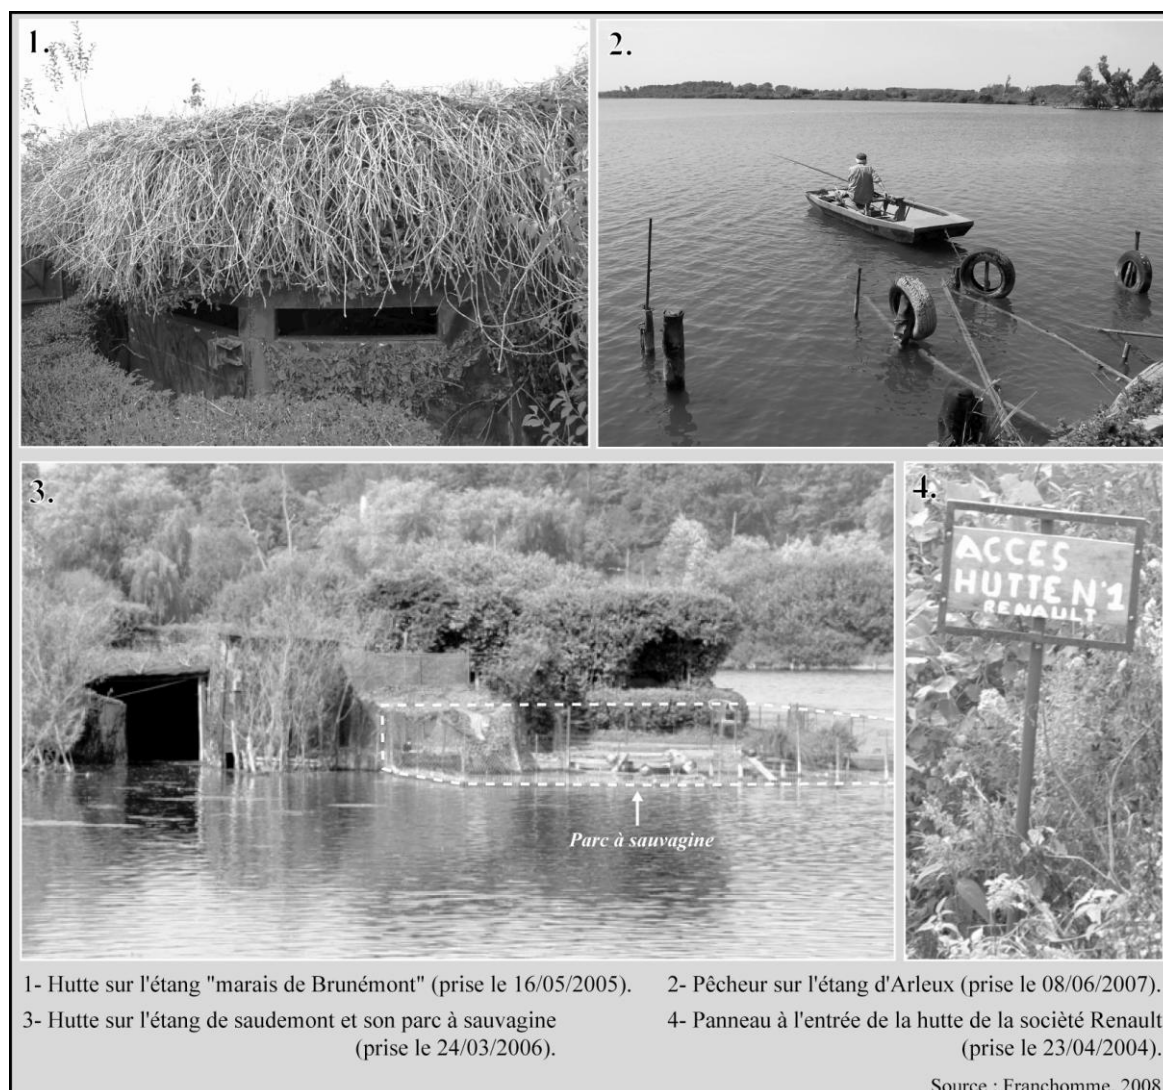 1.
2.
3.
Parc à sauvagine
4.
ACCES
HUTTE N°1
RENAULT
1- Hutte sur l'étang "marais de Brunémont" (prise le 16/05/2005).
2- Pêcheur sur l'étang d'Arleux (prise le 08/06/2007).
3- Hutte sur l'étang de saudemont et son parc à sauvagine
(prise le 24/03/2006).
4- Panneau à l'entrée de la hutte de la socièté Renault
(prise le 23/04/2004).
Source : Franchomme, 2008